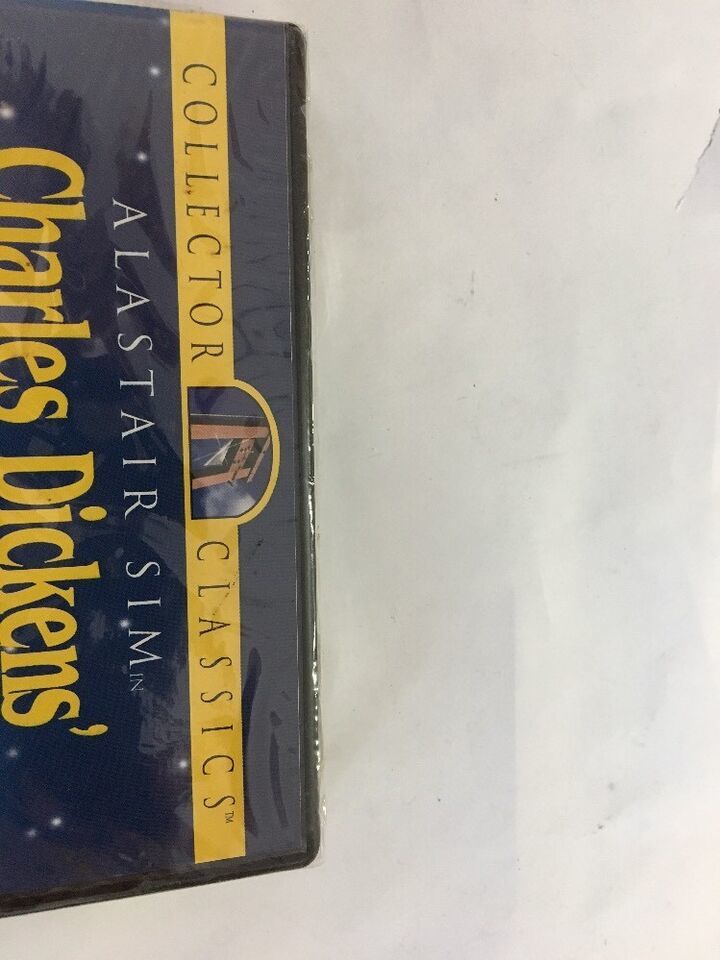 COLLECTOR CLASSICS™
ALASTAIR SIM IN
Charles Dickens'